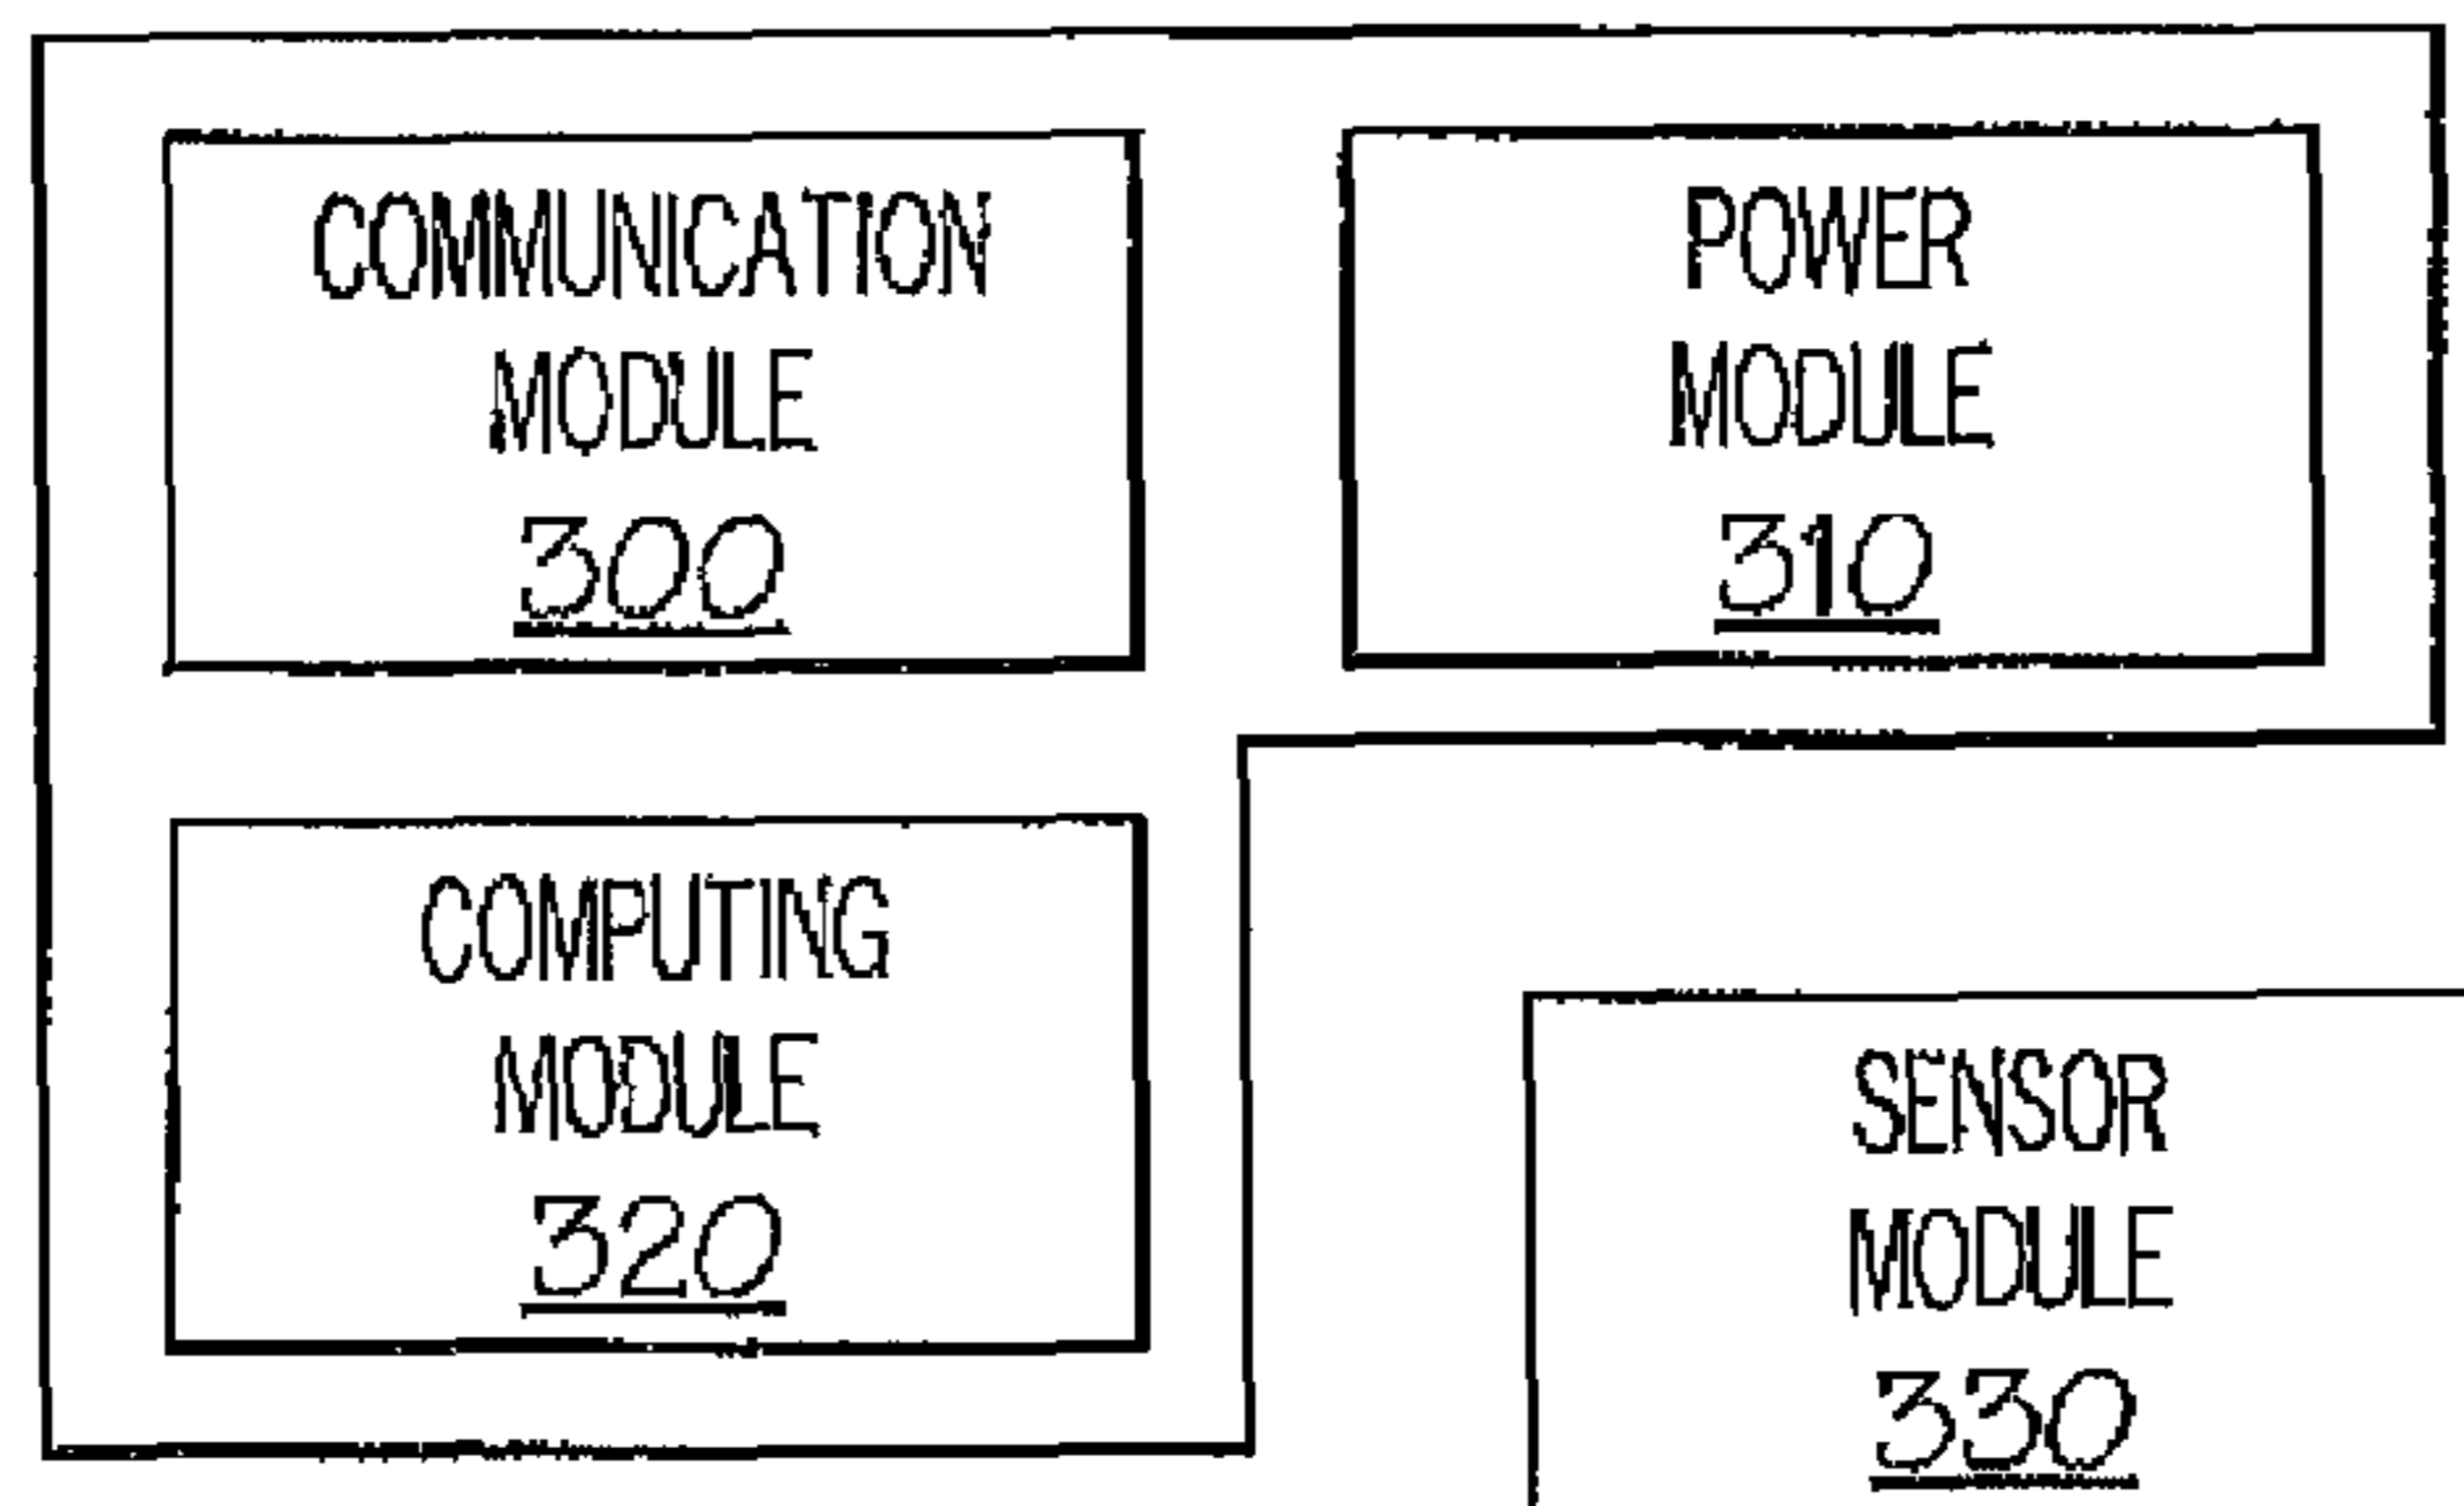 COMMUNICATION
MODULE
300
POWER
MODULE
310
COMPUTING
MODULE
320
SENSOR
MODULE
330